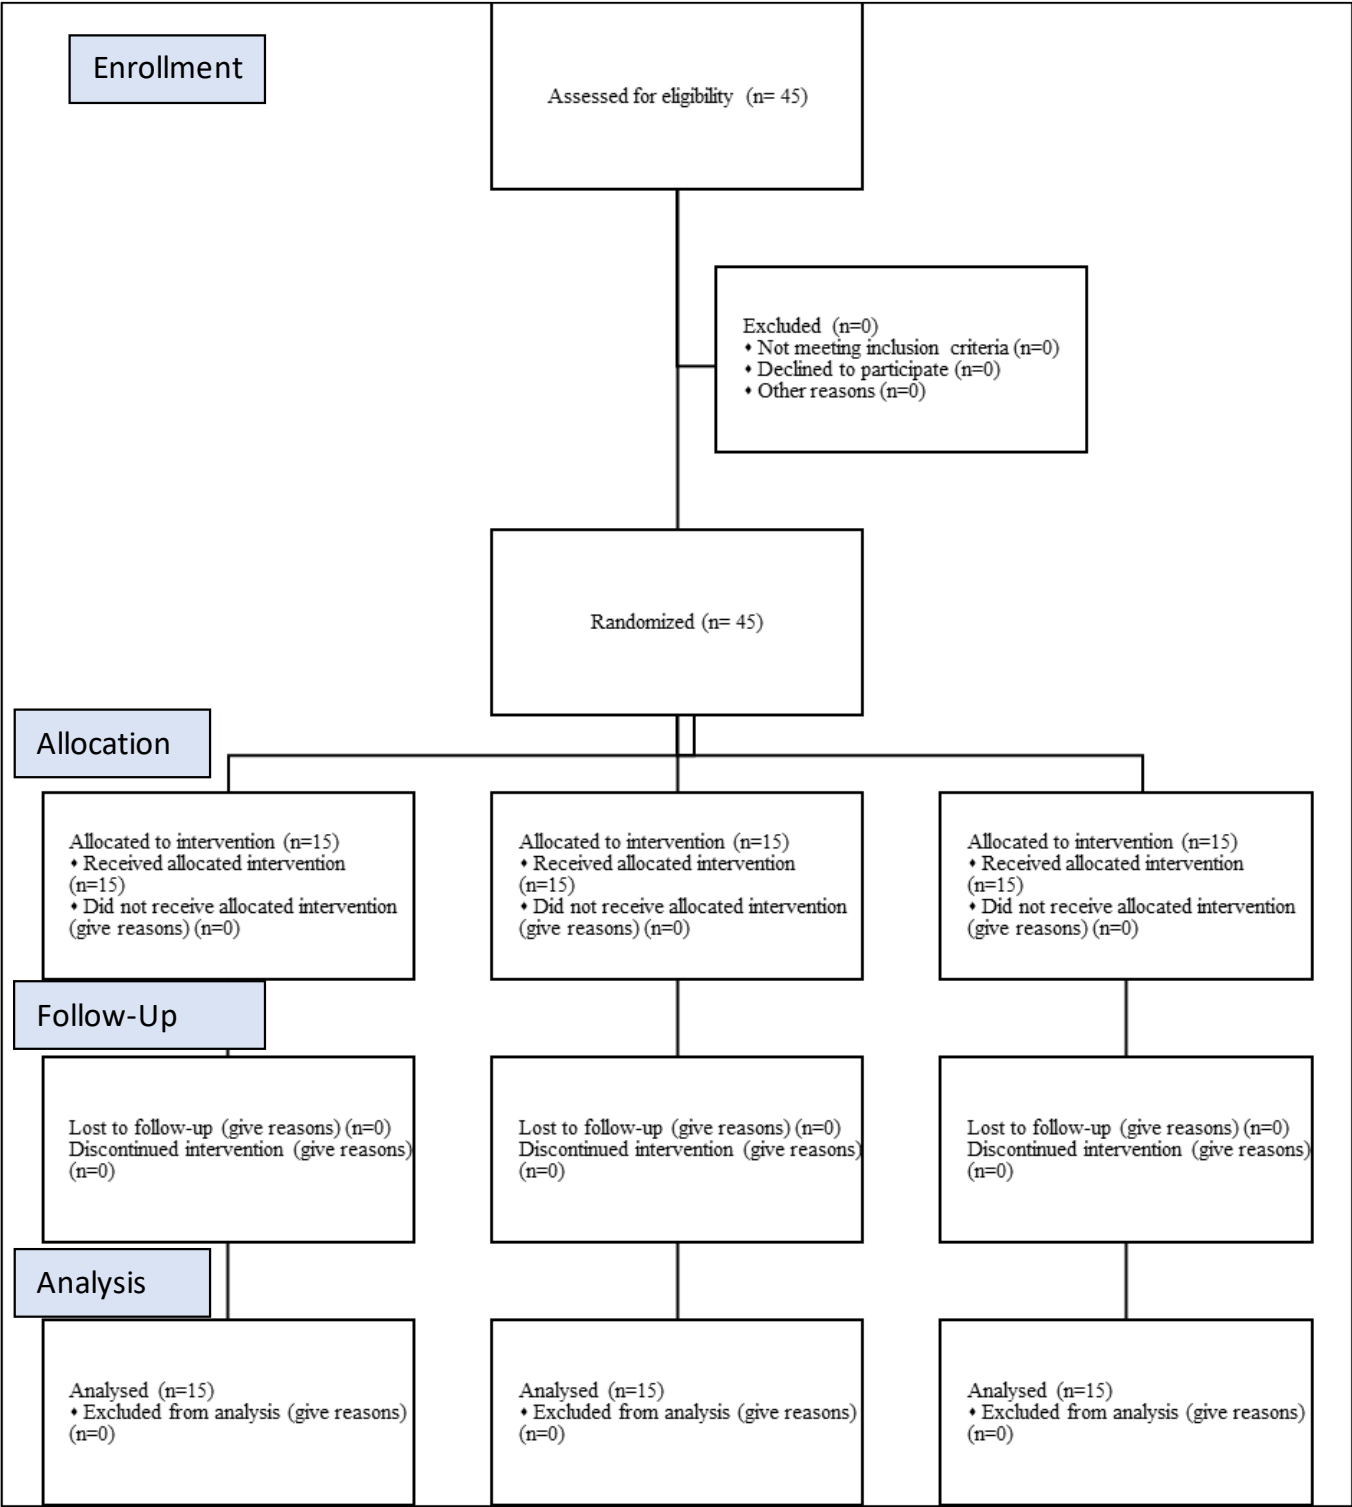 Enrollment
Assessed for eligibility (n= 45)
Excluded (n=0)
⬧ Not meeting inclusion criteria (n=0)
⬧ Declined to participate (n=0)
⬧ Other reasons (n=0)
Randomized (n= 45)
Allocation
Allocated to intervention (n=15)
⬧ Received allocated intervention
(n=15)
⬧ Did not receive allocated intervention
(give reasons) (n=0)
Allocated to intervention (n=15)
⬧ Received allocated intervention
(n=15)
⬧ Did not receive allocated intervention
(give reasons) (n=0)
Allocated to intervention (n=15)
⬧ Received allocated intervention
(n=15)
⬧ Did not receive allocated intervention
(give reasons) (n=0)
Follow-Up
Lost to follow-up (give reasons) (n=0)
Discontinued intervention (give reasons)
(n=0)
Lost to follow-up (give reasons) (n=0)
Discontinued intervention (give reasons)
(n=0)
Lost to follow-up (give reasons) (n=0)
Discontinued intervention (give reasons)
(n=0)
Analysis
Analysed (n=15)
⬧ Excluded from analysis (give reasons)
(n=0)
Analysed (n=15)
⬧ Excluded from analysis (give reasons)
(n=0)
Analysed (n=15)
⬧ Excluded from analysis (give reasons)
(n=0)